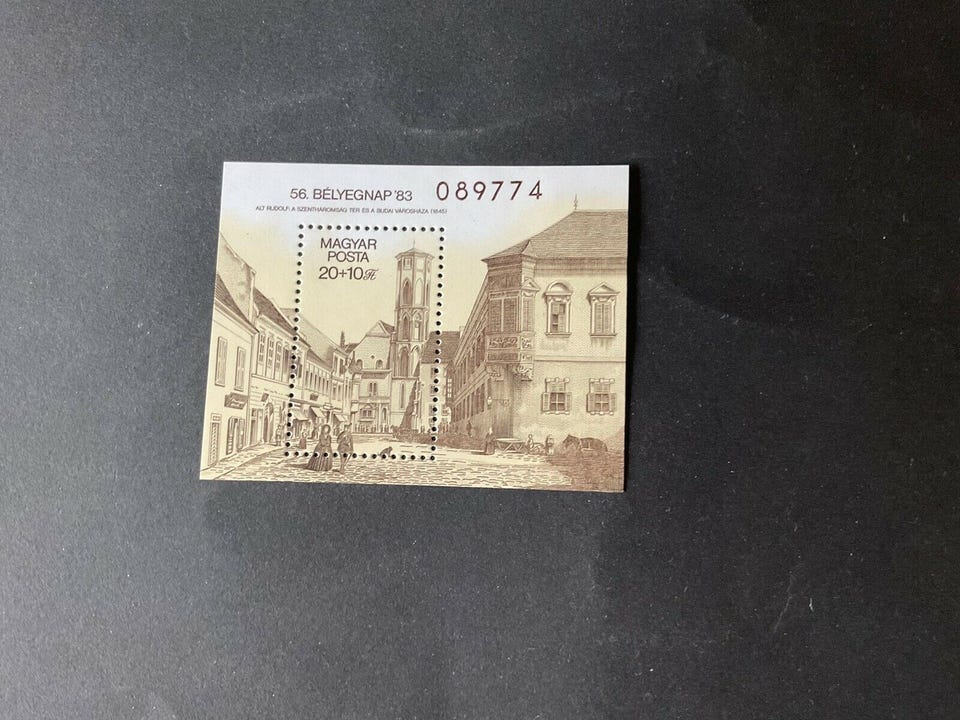 56. BÉLYEGNAP '83 089774
ALT RUDOLF: A SZENTHÁROMSÁG TÉR ÉS A BUDAI VÁROSHÁZA (1845)
MAGYAR
POSTA
20+10 Ft